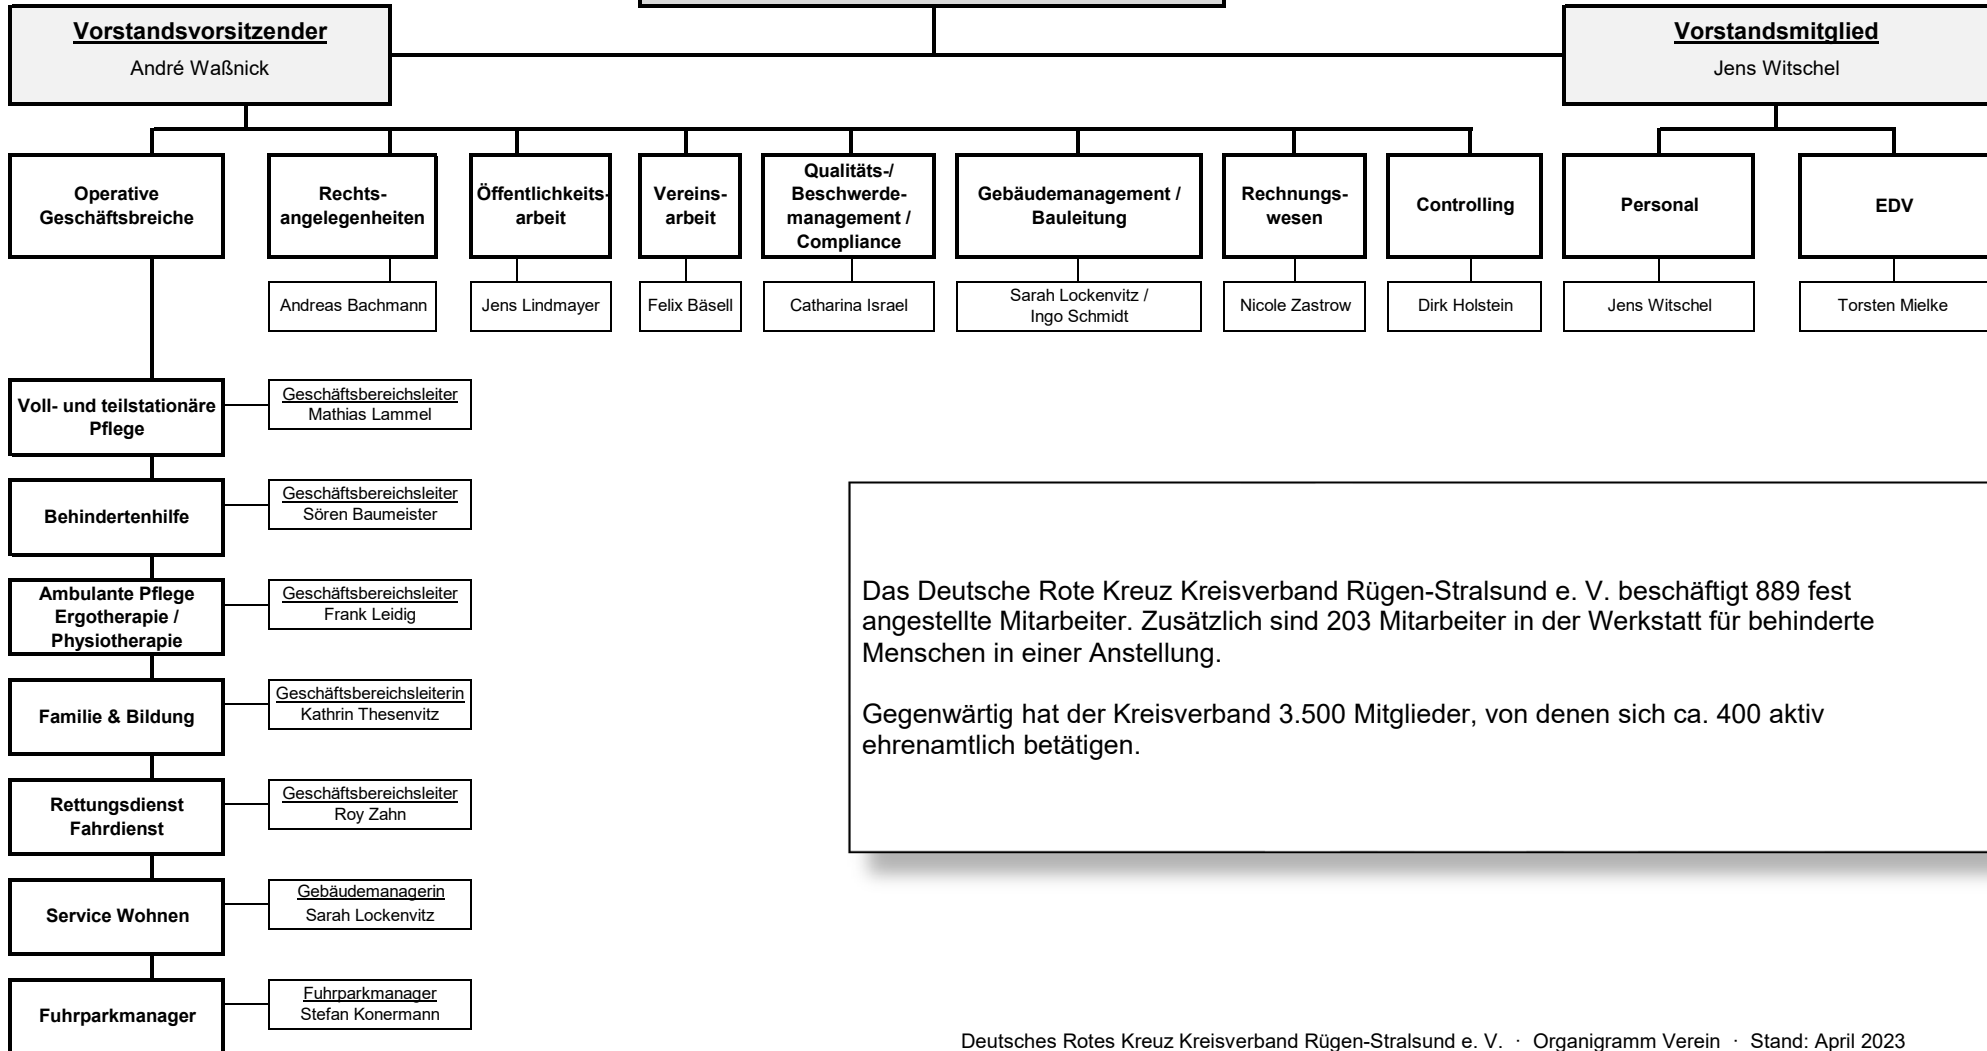 Vorstandsvorsitzender
André Waßnick
Vorstandsmitglied
Jens Witschel
Operative
Geschäftsbreiche
Rechts-
angelegenheiten
Öffentlichkeits-
arbeit
Vereins-
arbeit
Qualitäts-/
Beschwerde-
management /
Compliance
Gebäudemanagement /
Bauleitung
Rechnungs-
wesen
Controlling
Personal
EDV
Andreas Bachmann
Jens Lindmayer
Felix Bäsell
Catharina Israel
Sarah Lockenvitz /
Ingo Schmidt
Nicole Zastrow
Dirk Holstein
Jens Witschel
Torsten Mielke
Voll- und teilstationäre
Pflege
Geschäftsbereichsleiter
Mathias Lammel
Behindertenhilfe
Geschäftsbereichsleiter
Sören Baumeister
Ambulante Pflege
Ergotherapie /
Physiotherapie
Geschäftsbereichsleiter
Frank Leidig
Familie & Bildung
Geschäftsbereichsleiterin
Kathrin Thesenvitz
Rettungsdienst
Fahrdienst
Geschäftsbereichsleiter
Roy Zahn
Service Wohnen
Gebäudemanagerin
Sarah Lockenvitz
Fuhrparkmanager
Fuhrparkmanager
Stefan Konermann
Das Deutsche Rote Kreuz Kreisverband Rügen-Stralsund e. V. beschäftigt 889 fest
angestellte Mitarbeiter. Zusätzlich sind 203 Mitarbeiter in der Werkstatt für behinderte
Menschen in einer Anstellung.
Gegenwärtig hat der Kreisverband 3.500 Mitglieder, von denen sich ca. 400 aktiv
ehrenamtlich betätigen.
Deutsches Rotes Kreuz Kreisverband Rügen-Stralsund e. V. · Organigramm Verein · Stand: April 2023